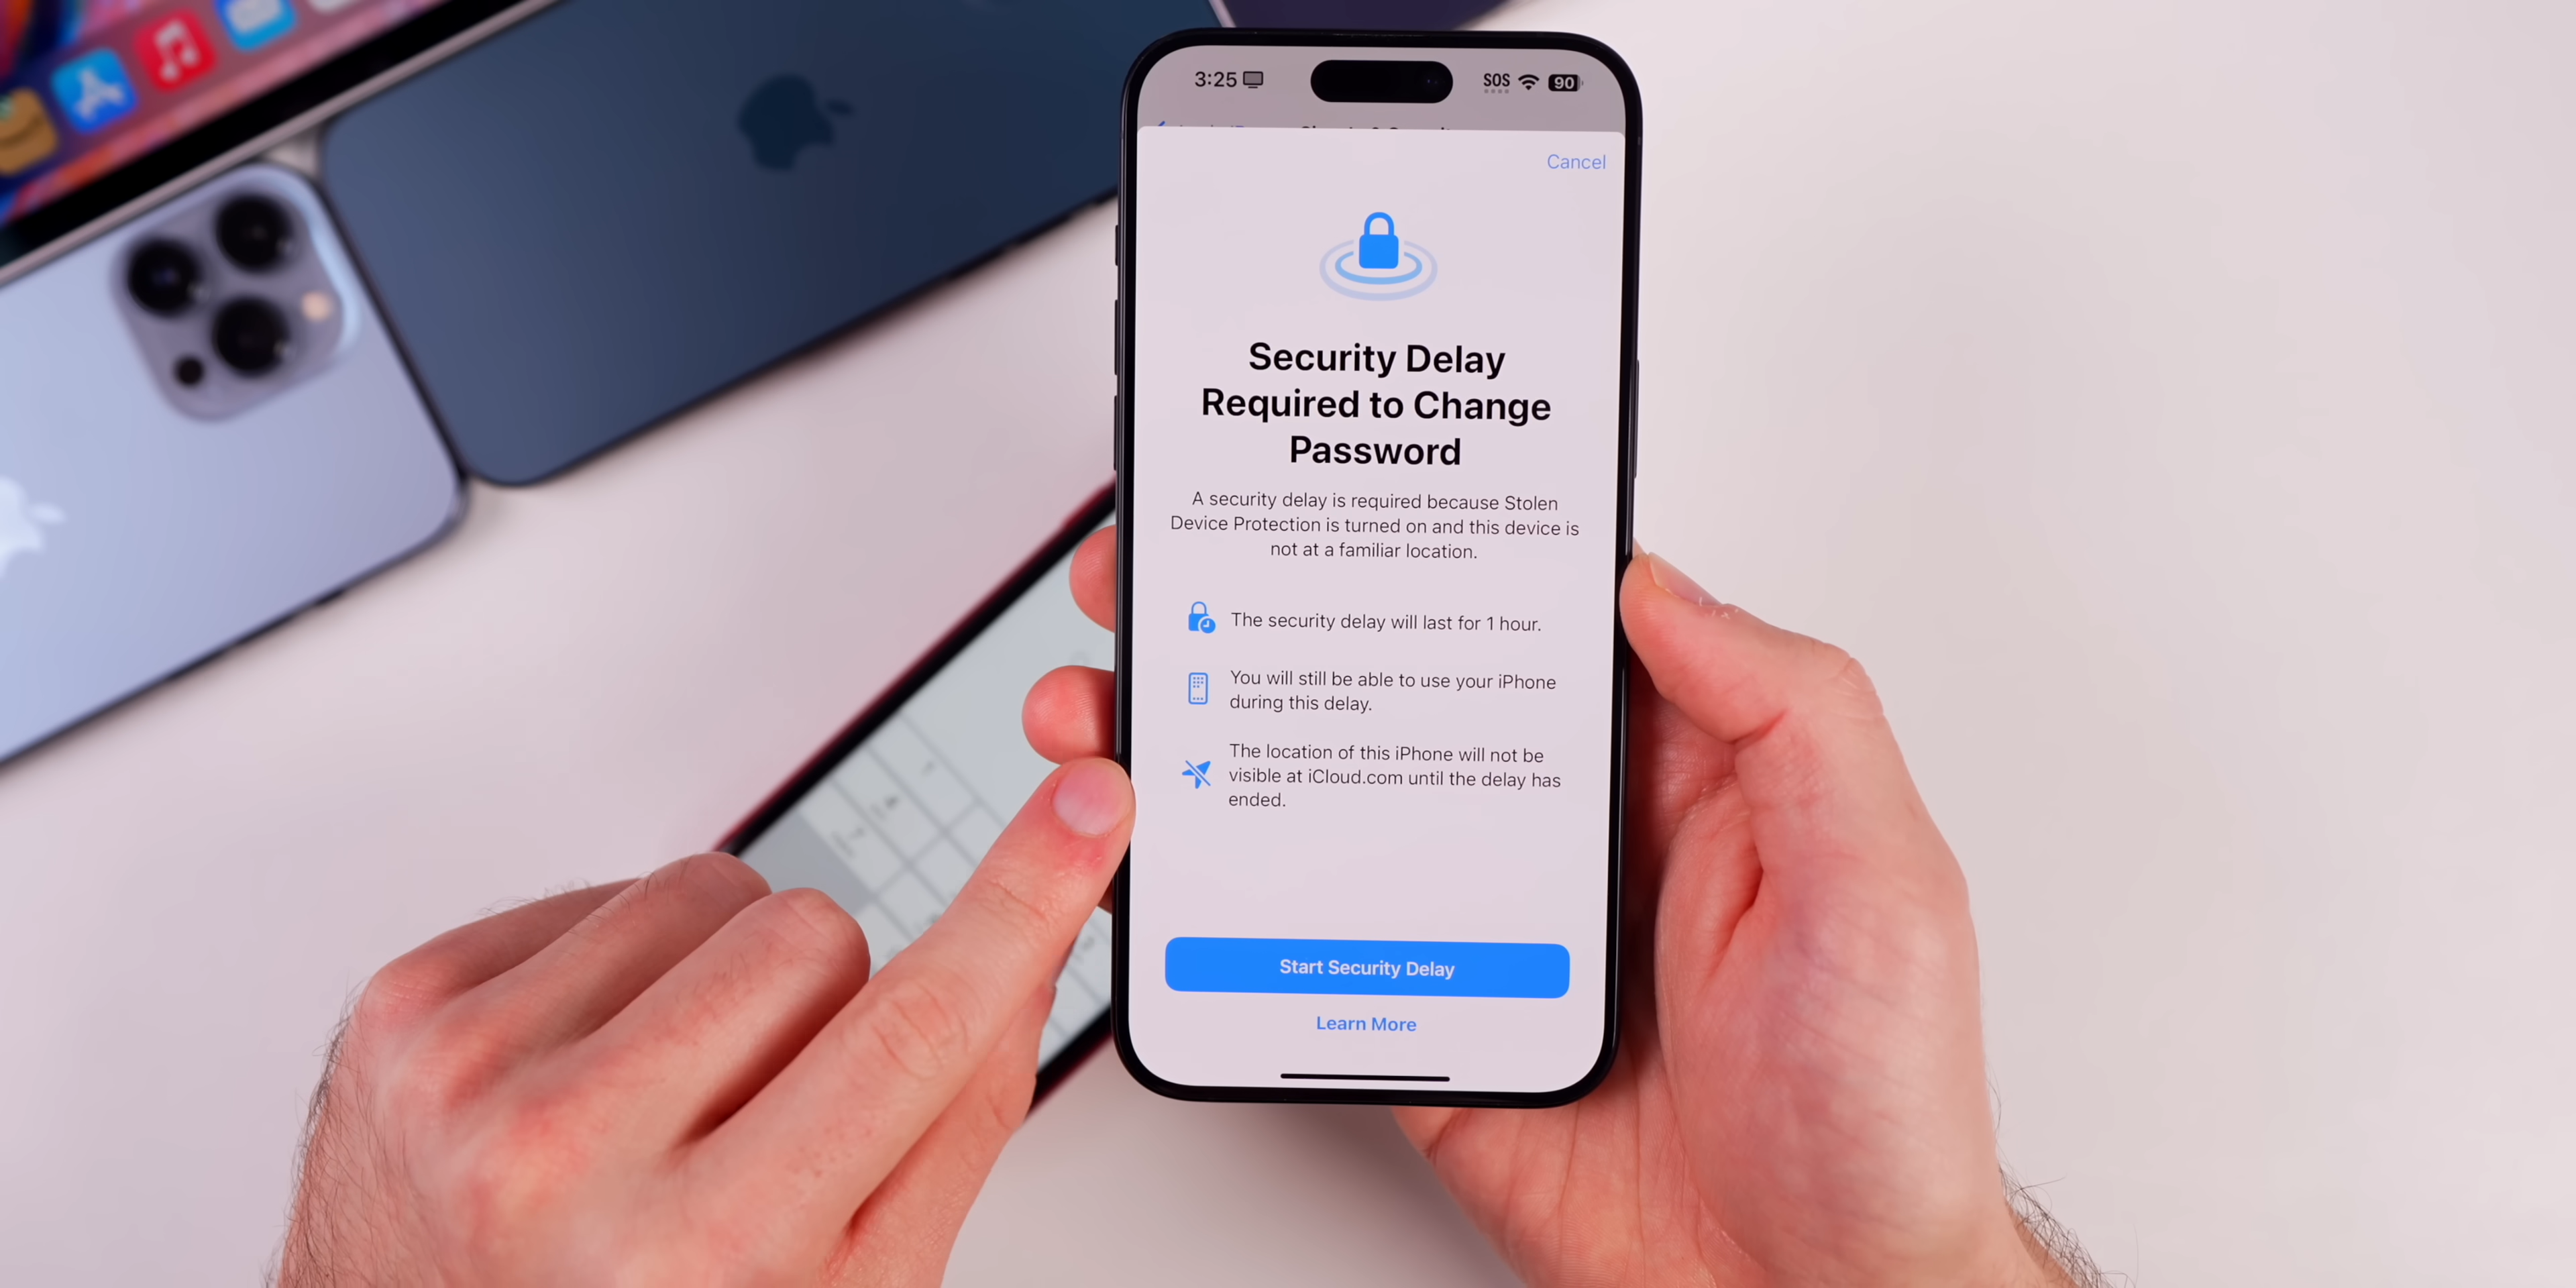 3:25
SOS
90
Cancel
Security Delay
Required to Change
Password
A security delay is required because Stolen
Device Protection is turned on and this device is
not at a familiar location.
The security delay will last for 1 hour.
You will still be able to use your iPhone
during this delay.
The location of this iPhone will not be
visible at iCloud.com until the delay has
ended.
Start Security Delay
Learn More